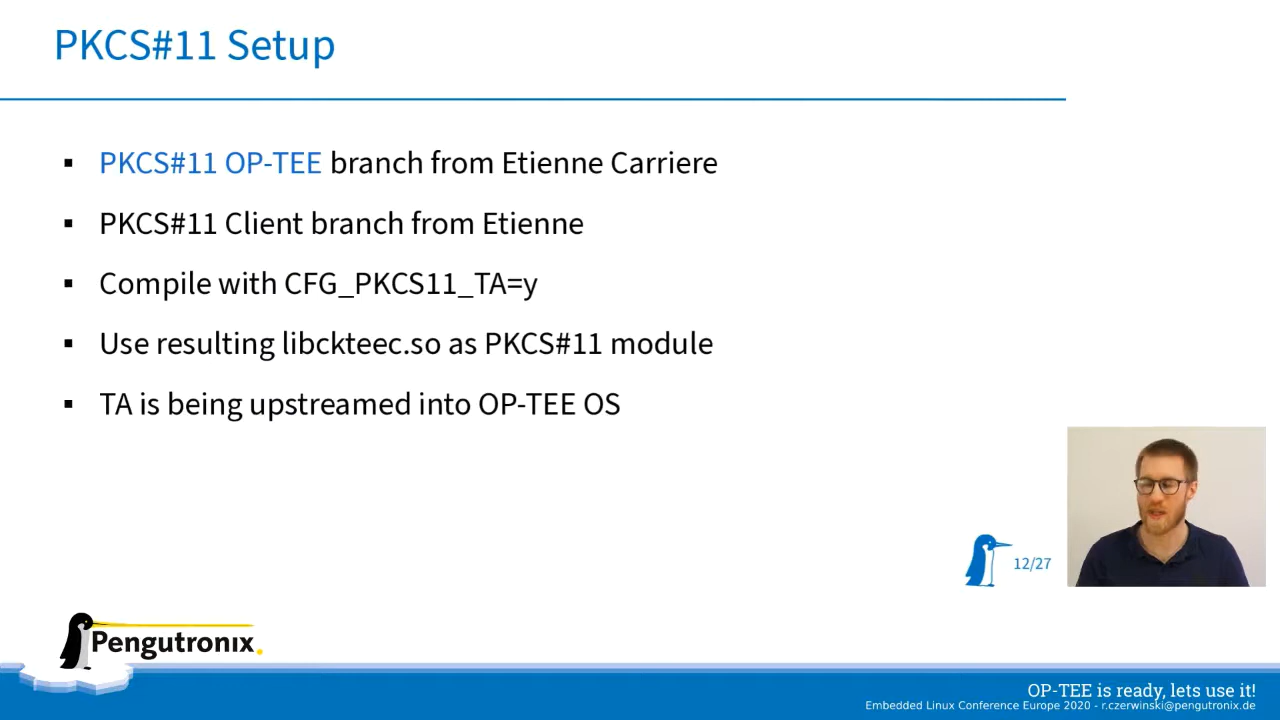 PKCS#11 Setup
PKCS#11 OP-TEE branch from Etienne Carriere
PKCS#11 Client branch from Etienne
Compile with CFG_PKCS11_TA=y
Use resulting libckteec.so as PKCS#11 module
TA is being upstreamed into OP-TEE OS
12/27
Pengutronix.
OP-TEE is ready, lets use it!
Embedded Linux Conference Europe 2020 - r.czerwinski@pengutronix.de